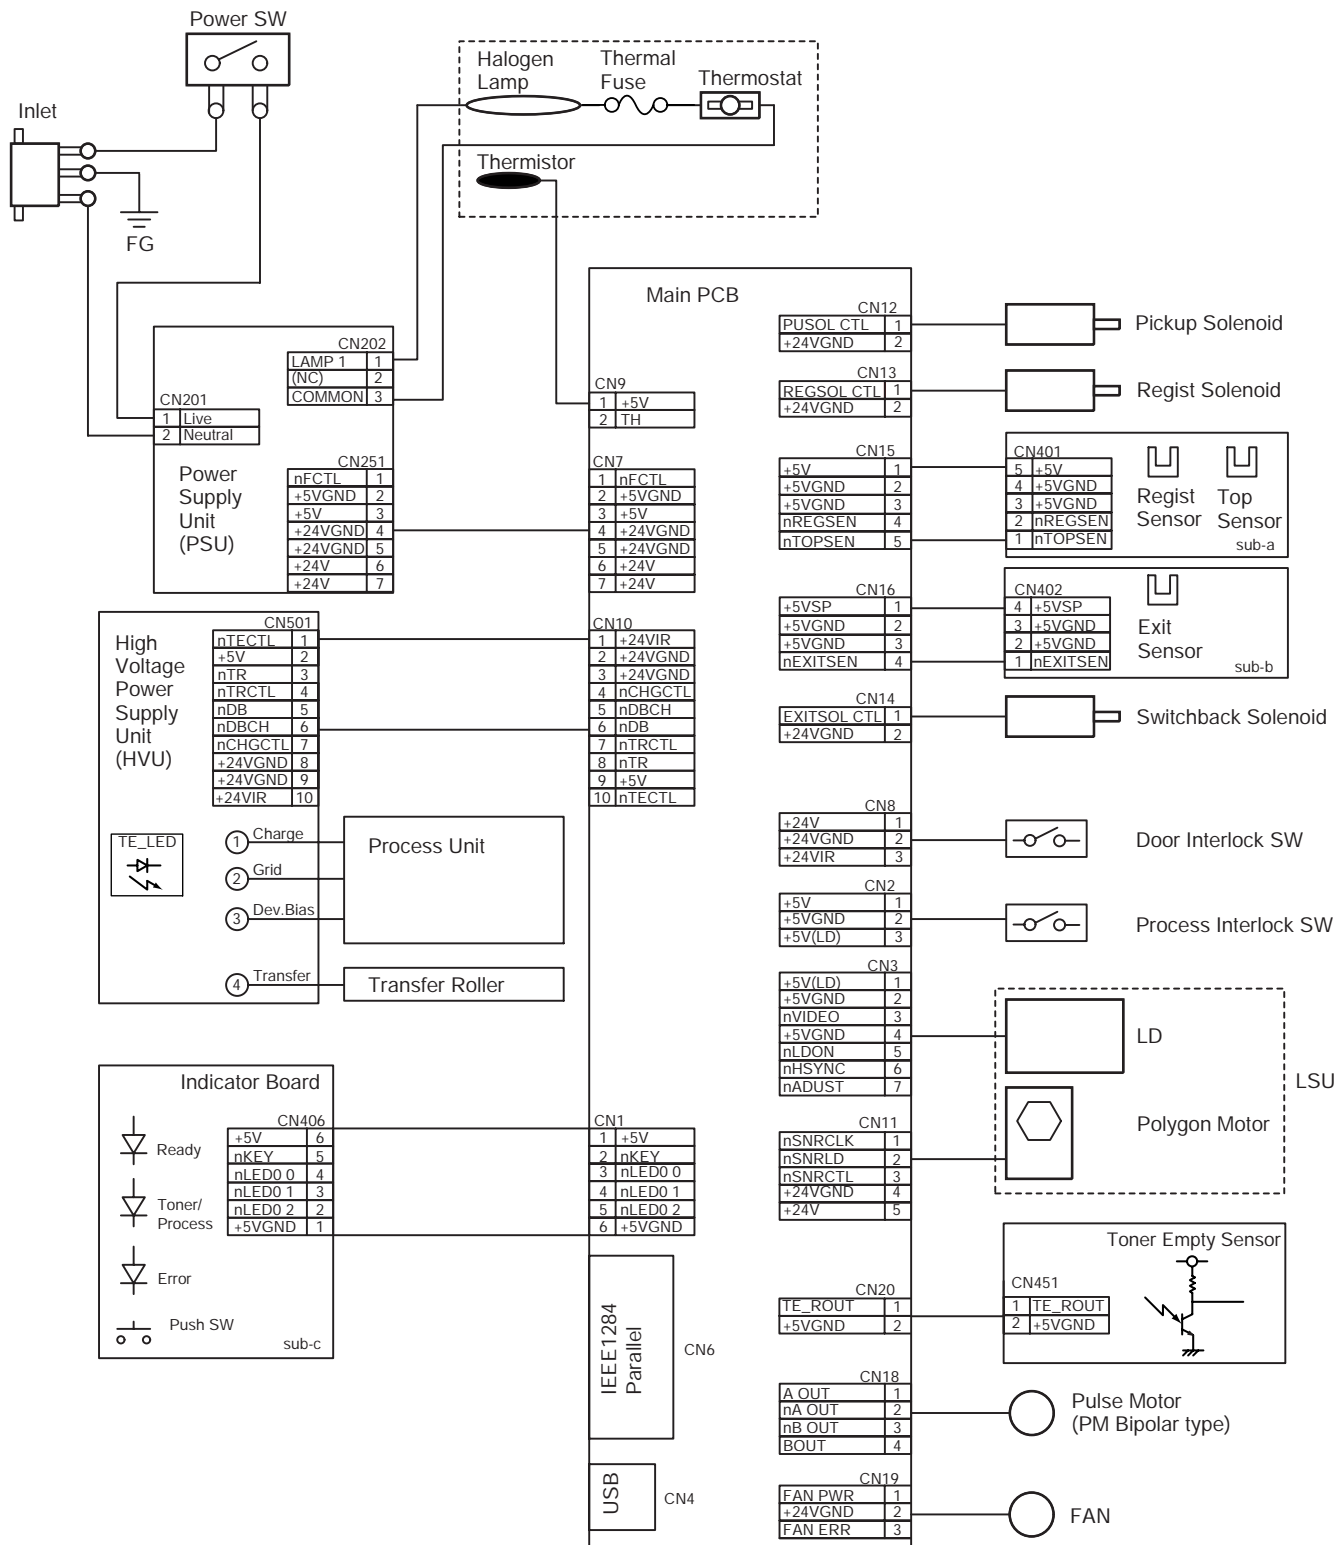 Power SW
Inlet
FG
Halogen
Lamp
Thermal
Fuse
Thermostat
Thermistor
CN202
LAMP 1 1
(NC) 2
COMMON 3
CN201
1 Live
2 Neutral
Power
Supply
Unit
(PSU)
CN251
nFCTL 1
+5VGND 2
+5V 3
+24VGND 4
+24VGND 5
+24V 6
+24V 7
High
Voltage
Power
Supply
Unit
(HVU)
CN501
nTECTL 1
+5V 2
nTR 3
nTRCTL 4
nDB 5
nDBCH 6
nCHGCTL 7
+24VGND 8
+24VGND 9
+24VIR 10
TE_LED
1 Charge
2 Grid
3 Dev.Bias
4 Transfer
Process Unit
Transfer Roller
Indicator Board
CN406
+5V 6
nKEY 5
nLED0 0 4
nLED0 1 3
nLED0 2 2
+5VGND 1
Ready
Toner/
Process
Error
Push SW
sub-c
Main PCB
CN9
1 +5V
2 TH
CN7
1 nFCTL
2 +5VGND
3 +5V
4 +24VGND
5 +24VGND
6 +24V
7 +24V
CN10
1 +24VIR
2 +24VGND
3 +24VGND
4 nCHGCTL
5 nDBCH
6 nDB
7 nTRCTL
8 nTR
9 +5V
10 nTECTL
CN1
1 +5V
2 nKEY
3 nLED0 0
4 nLED0 1
5 nLED0 2
6 +5VGND
IEEE1284
Parallel
CN6
USB
CN4
CN12
PUSOL CTL 1
+24VGND 2
Pickup Solenoid
CN13
REGSOL CTL 1
+24VGND 2
Regist Solenoid
CN15
+5V 1
+5VGND 2
+5VGND 3
nREGSEN 4
nTOPSEN 5
CN401
5 +5V
4 +5VGND
3 +5VGND
2 nREGSEN
1 nTOPSEN
Regist
Sensor
Top
Sensor
sub-a
CN16
+5VSP 1
+5VGND 2
+5VGND 3
nEXITSEN 4
CN402
4 +5VSP
3 +5VGND
2 +5VGND
1 nEXITSEN
Exit
Sensor
sub-b
CN14
EXITSOL CTL 1
+24VGND 2
Switchback Solenoid
CN8
+24V 1
+24VGND 2
+24VIR 3
Door Interlock SW
CN2
+5V 1
+5VGND 2
+5V(LD) 3
Process Interlock SW
CN3
+5V(LD) 1
+5VGND 2
nVIDEO 3
+5VGND 4
nLDON 5
nHSYNC 6
nADUST 7
LD
LSU
Polygon Motor
CN11
nSNRCLK 1
nSNRLD 2
nSNRCTL 3
+24VGND 4
+24V 5
Toner Empty Sensor
CN20
TE_ROUT 1
+5VGND 2
CN451
1 TE_ROUT
2 +5VGND
CN18
A OUT 1
nA OUT 2
nB OUT 3
BOUT 4
Pulse Motor
(PM Bipolar type)
CN19
FAN PWR 1
+24VGND 2
FAN ERR 3
FAN